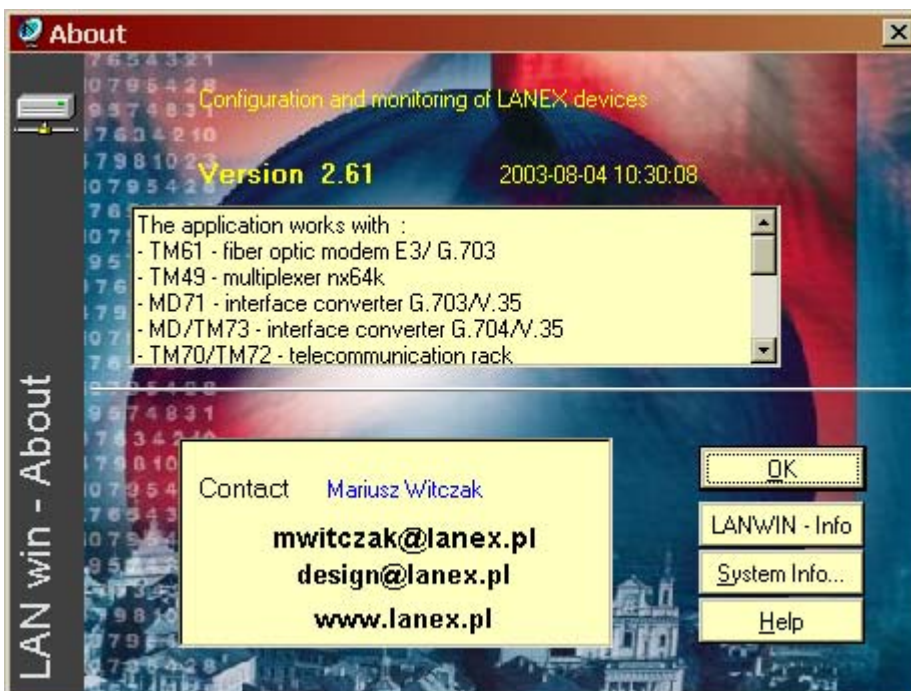 About
Configuration and monitoring of LANEX devices
Version 2.61
2003-08-04 10:30:08
The application works with :
- TM61 - fiber optic modem E3/ G.703
- TM49 - multiplexer nx64k
- MD71 - interface converter G.703/V.35
- MD/TM73 - interface converter G.704/V.35
- TM70/TM72 - telecommunication rack
LAN win - About
Contact Mariusz Witczak
mwitczak@lanex.pl
design@lanex.pl
www.lanex.pl
OK
LANWIN - Info
System Info...
Help